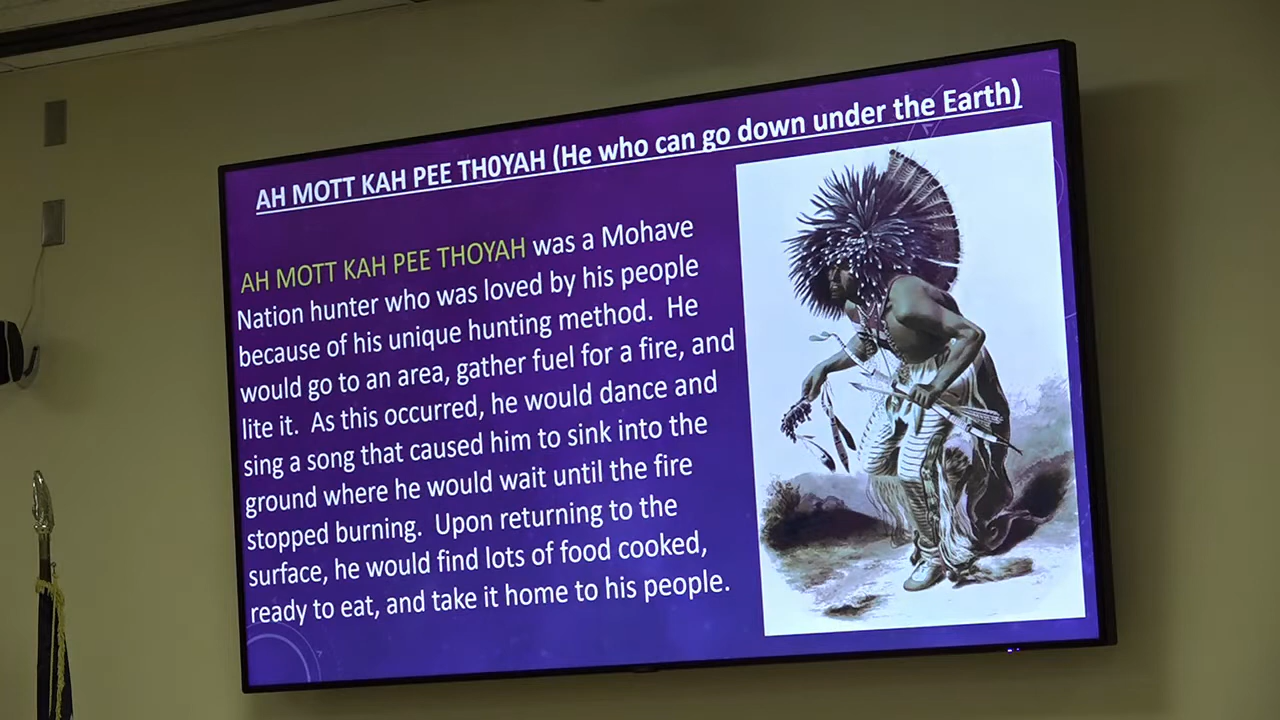 AH MOTT KAH PEE TH0YAH (He who can go down under the Earth)
AH MOTT KAH PEE THOYAH was a Mohave
Nation hunter who was loved by his people
because of his unique hunting method. He
would go to an area, gather fuel for a fire, and
lite it. As this occurred, he would dance and
sing a song that caused him to sink into the
ground where he would wait until the fire
stopped burning. Upon returning to the
surface, he would find lots of food cooked,
ready to eat, and take it home to his people.